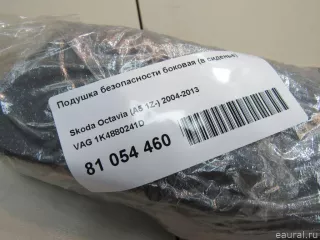 Подушка безопасности боковая (в сиденье)
Skoda Octavia (A5 1Z-) 2004-2013
VAG 1K4880241D
81 054 460
© eaural.ru